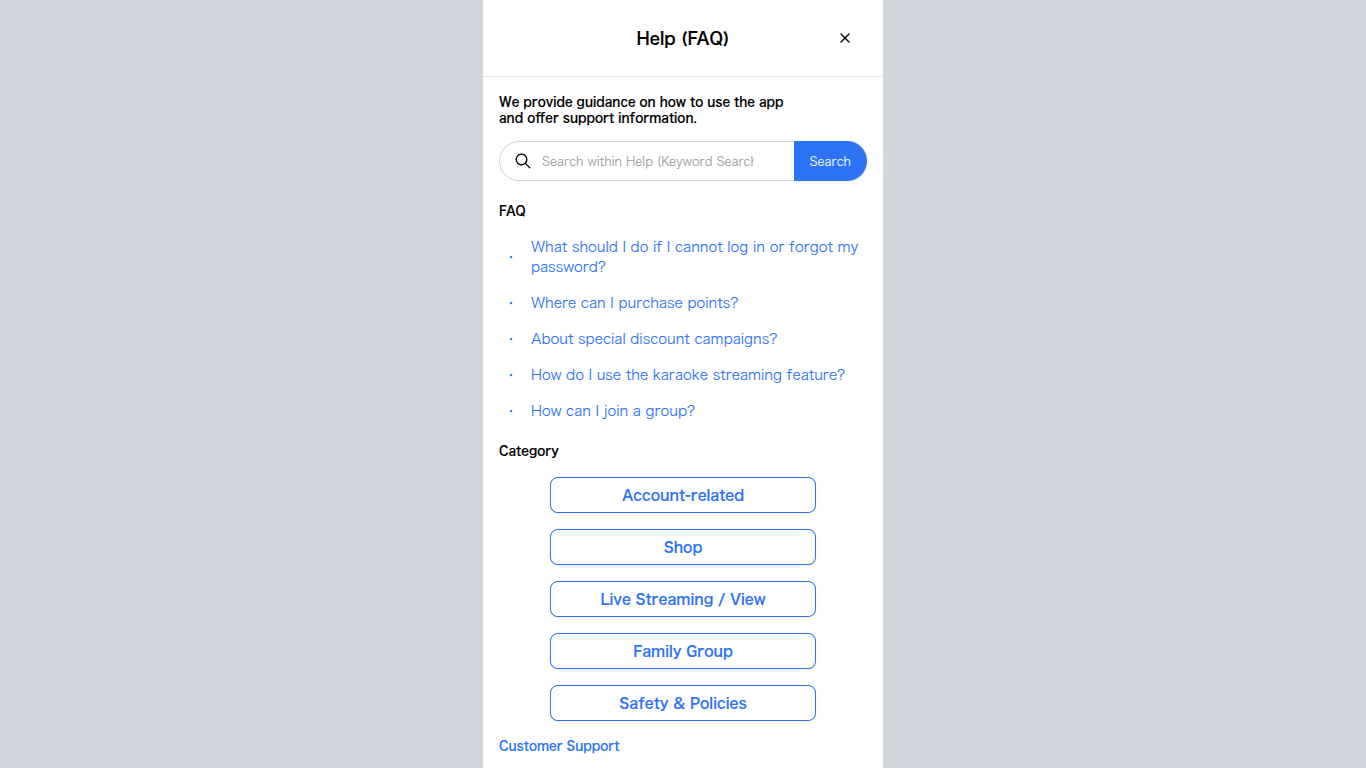 Help (FAQ)
We provide guidance on how to use the app
and offer support information.
Search within Help (Keyword Search
Search
FAQ
What should I do if I cannot log in or forgot my
password?
Where can I purchase points?
About special discount campaigns?
How do I use the karaoke streaming feature?
How can I join a group?
Category
Account-related
Shop
Live Streaming / View
Family Group
Safety & Policies
Customer Support